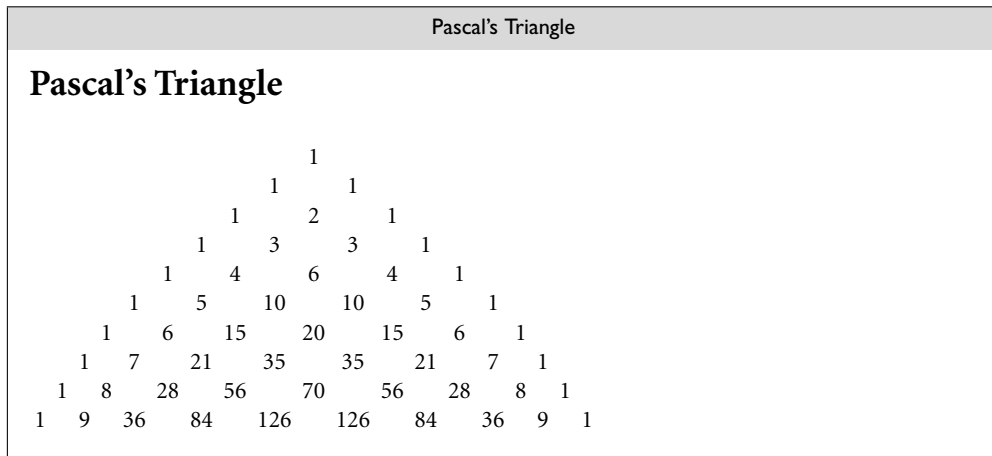 Pascal’s Triangle
Pascal’s Triangle
1
1 1
1 2 1
1 3 3 1
1 4 6 4 1
1 5 10 10 5 1
1 6 15 20 15 6 1
1 7 21 35 35 21 7 1
1 8 28 56 70 56 28 8 1
1 9 36 84 126 126 84 36 9 1